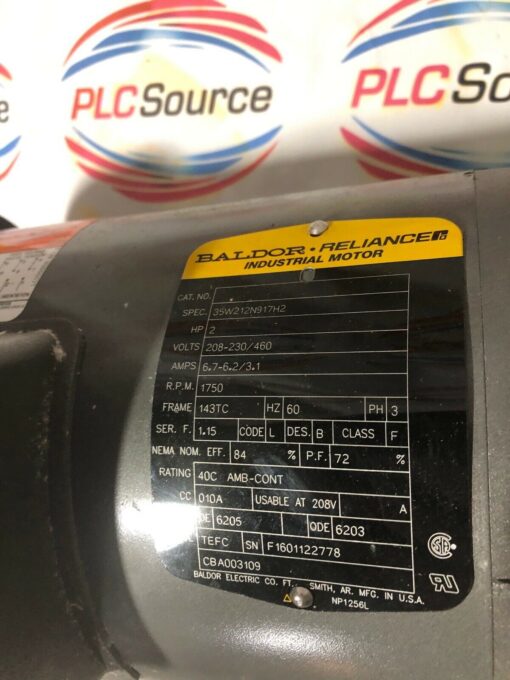 PLCSource
PLCSource
e
BALDOR • RELIANCE
INDUSTRIAL MOTOR
CAT. NO.
SPEC. 35W212N917H2
HP 2
VOLTS 208-230/460
AMPS 6.7-6.2/3.1
R.P.M. 1750
FRAME 143TC HZ 60 PH 3
SER. F. 1.15 CODE L DES. B CLASS F
NEMA NOM. EFF. 84 % P.F. 72 %
RATING 40C AMB-CONT
CC 010A USABLE AT 208V A
DE 6205 ODE 6203
TEFC SN F1601122778
CBA003109
BALDOR ELECTRIC CO. FT. SMITH, AR. MFG. IN U.S.A.
NP1256L